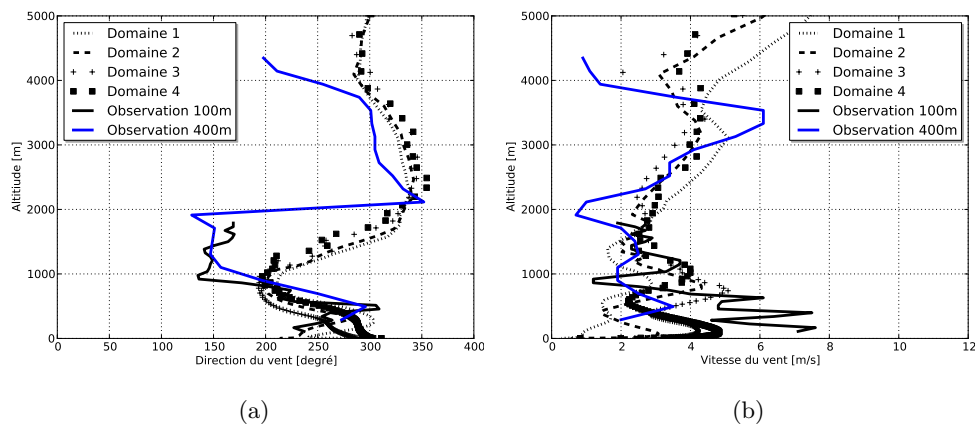 5000
4000
3000
2000
1000
0
Altitiude [m]
Domaine 1
Domaine 2
Domaine 3
Domaine 4
Observation 100m
Observation 400m
0 50 100 150 200 250 300 350 400
Direction du vent [degré]
(a)
5000
4000
3000
2000
1000
0
Altitiude [m]
Domaine 1
Domaine 2
Domaine 3
Domaine 4
Observation 100m
Observation 400m
0 2 4 6 8 10 12
Vitesse du vent [m/s]
(b)